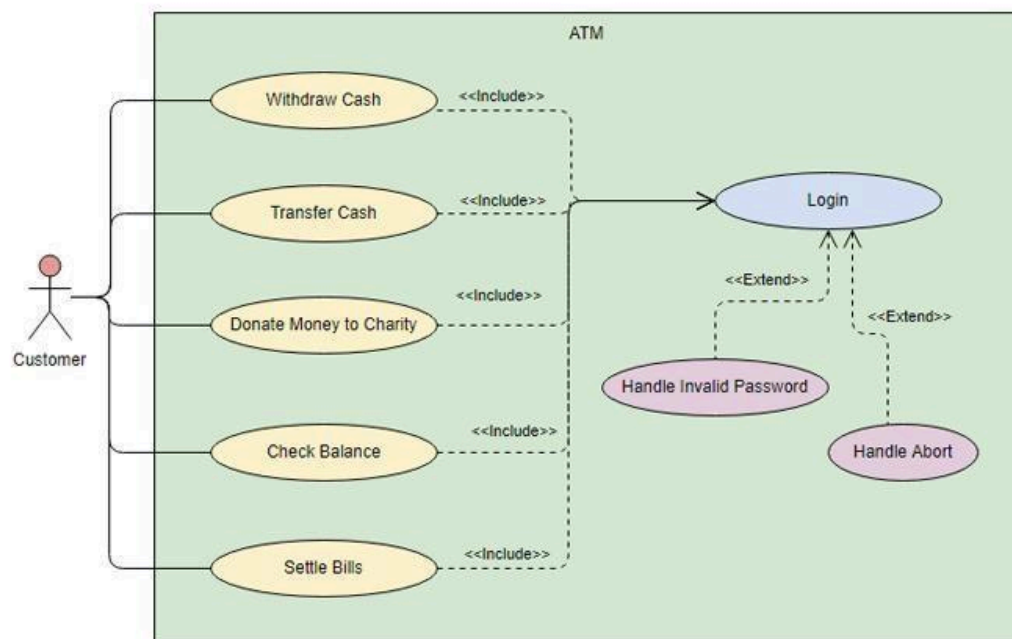 ATM
Withdraw Cash
<<Include>>
Transfer Cash
<<Include>>
Login
<<Extend>>
Donate Money to Charity
<<Include>>
<<Extend>>
Customer
Handle Invalid Password
Check Balance
<<Include>>
Handle Abort
Settle Bills
<<Include>>